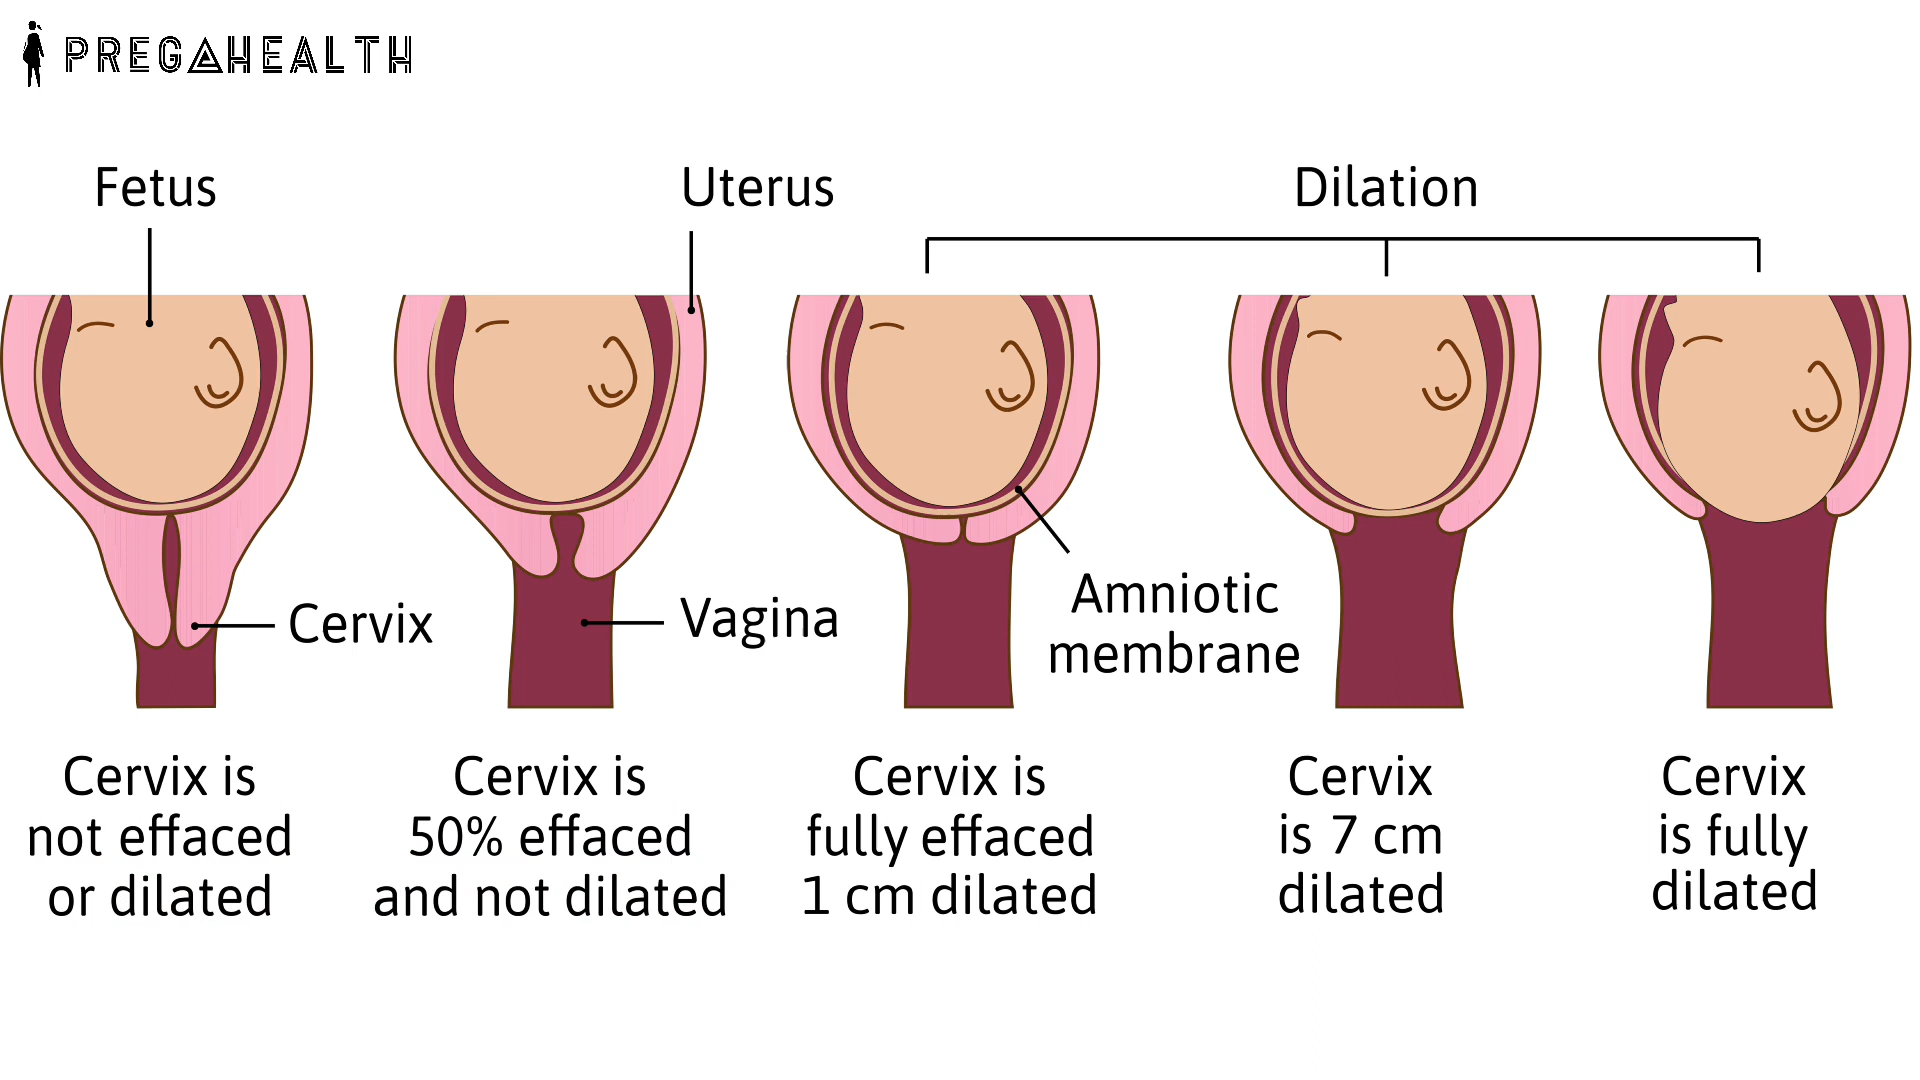 PREGAHEALTH
Fetus
Uterus
Dilation
Cervix
Vagina
Amniotic
membrane
Cervix is
not effaced
or dilated
Cervix is
50% effaced
and not dilated
Cervix is
fully effaced
1 cm dilated
Cervix
is 7 cm
dilated
Cervix
is fully
dilated